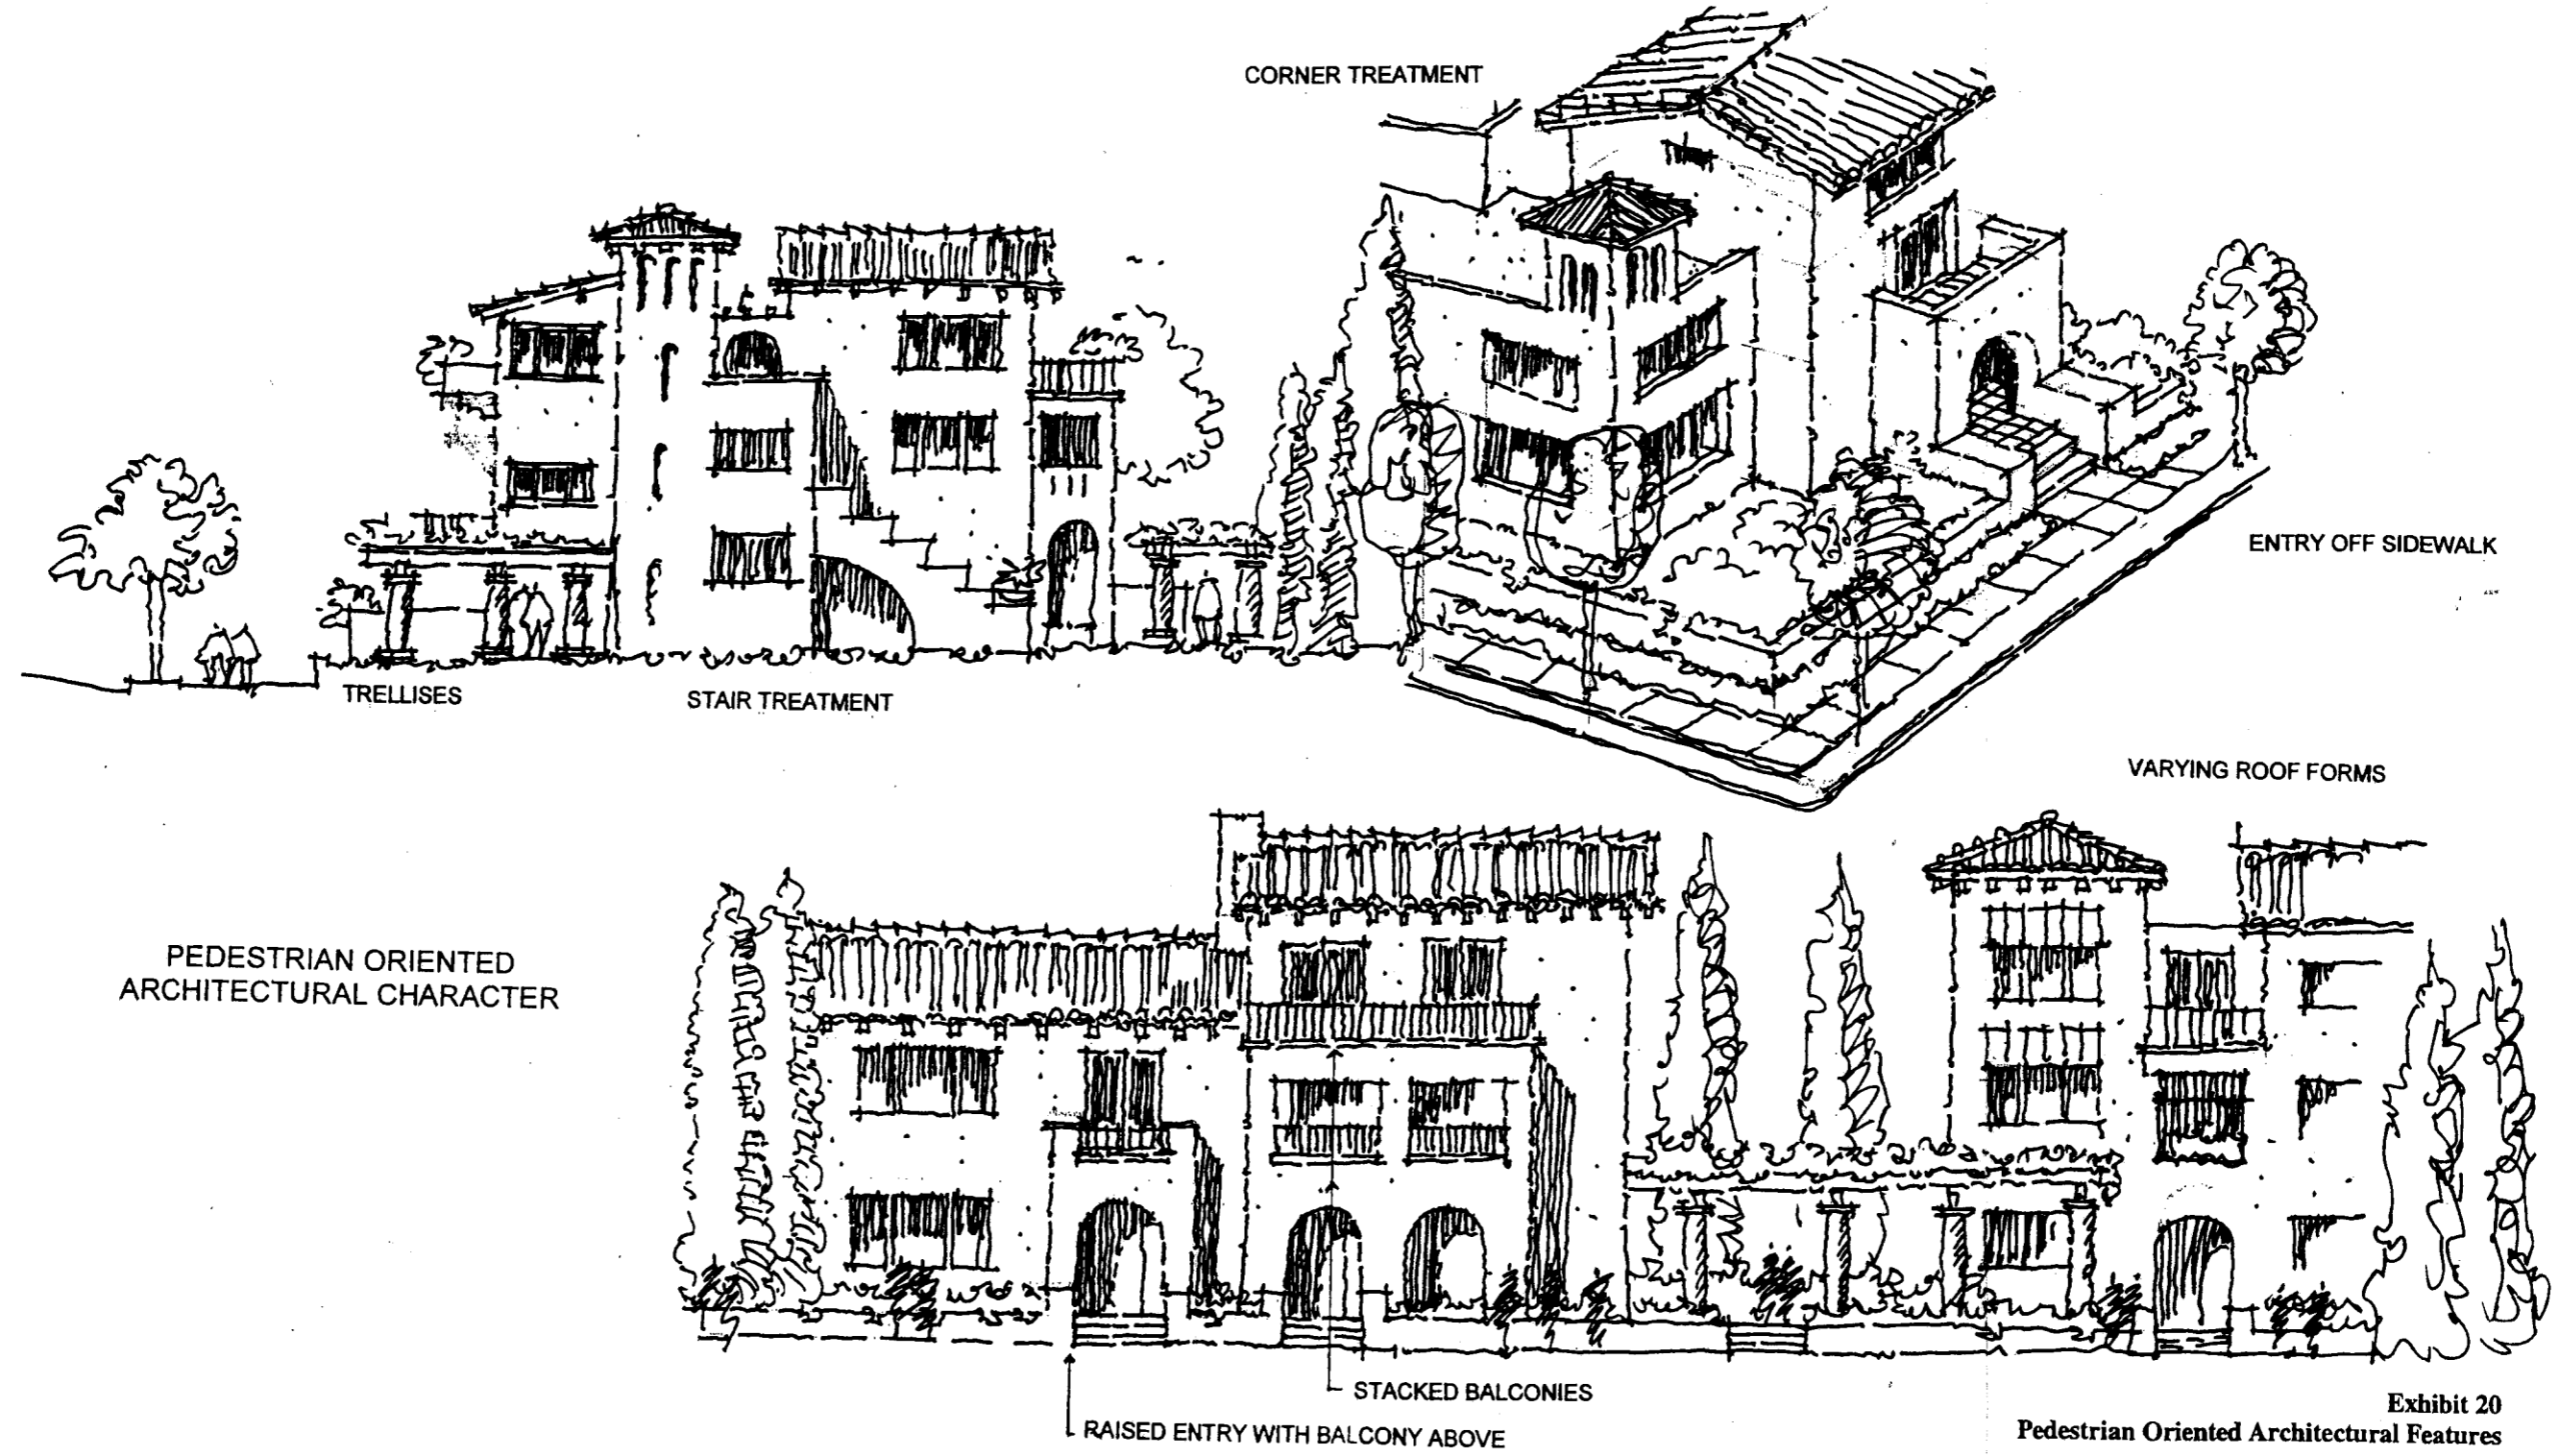 CORNER TREATMENT
ENTRY OFF SIDEWALK
TRELLISES
STAIR TREATMENT
VARYING ROOF FORMS
PEDESTRIAN ORIENTED
ARCHITECTURAL CHARACTER
STACKED BALCONIES
RAISED ENTRY WITH BALCONY ABOVE
Exhibit 20
Pedestrian Oriented Architectural Features